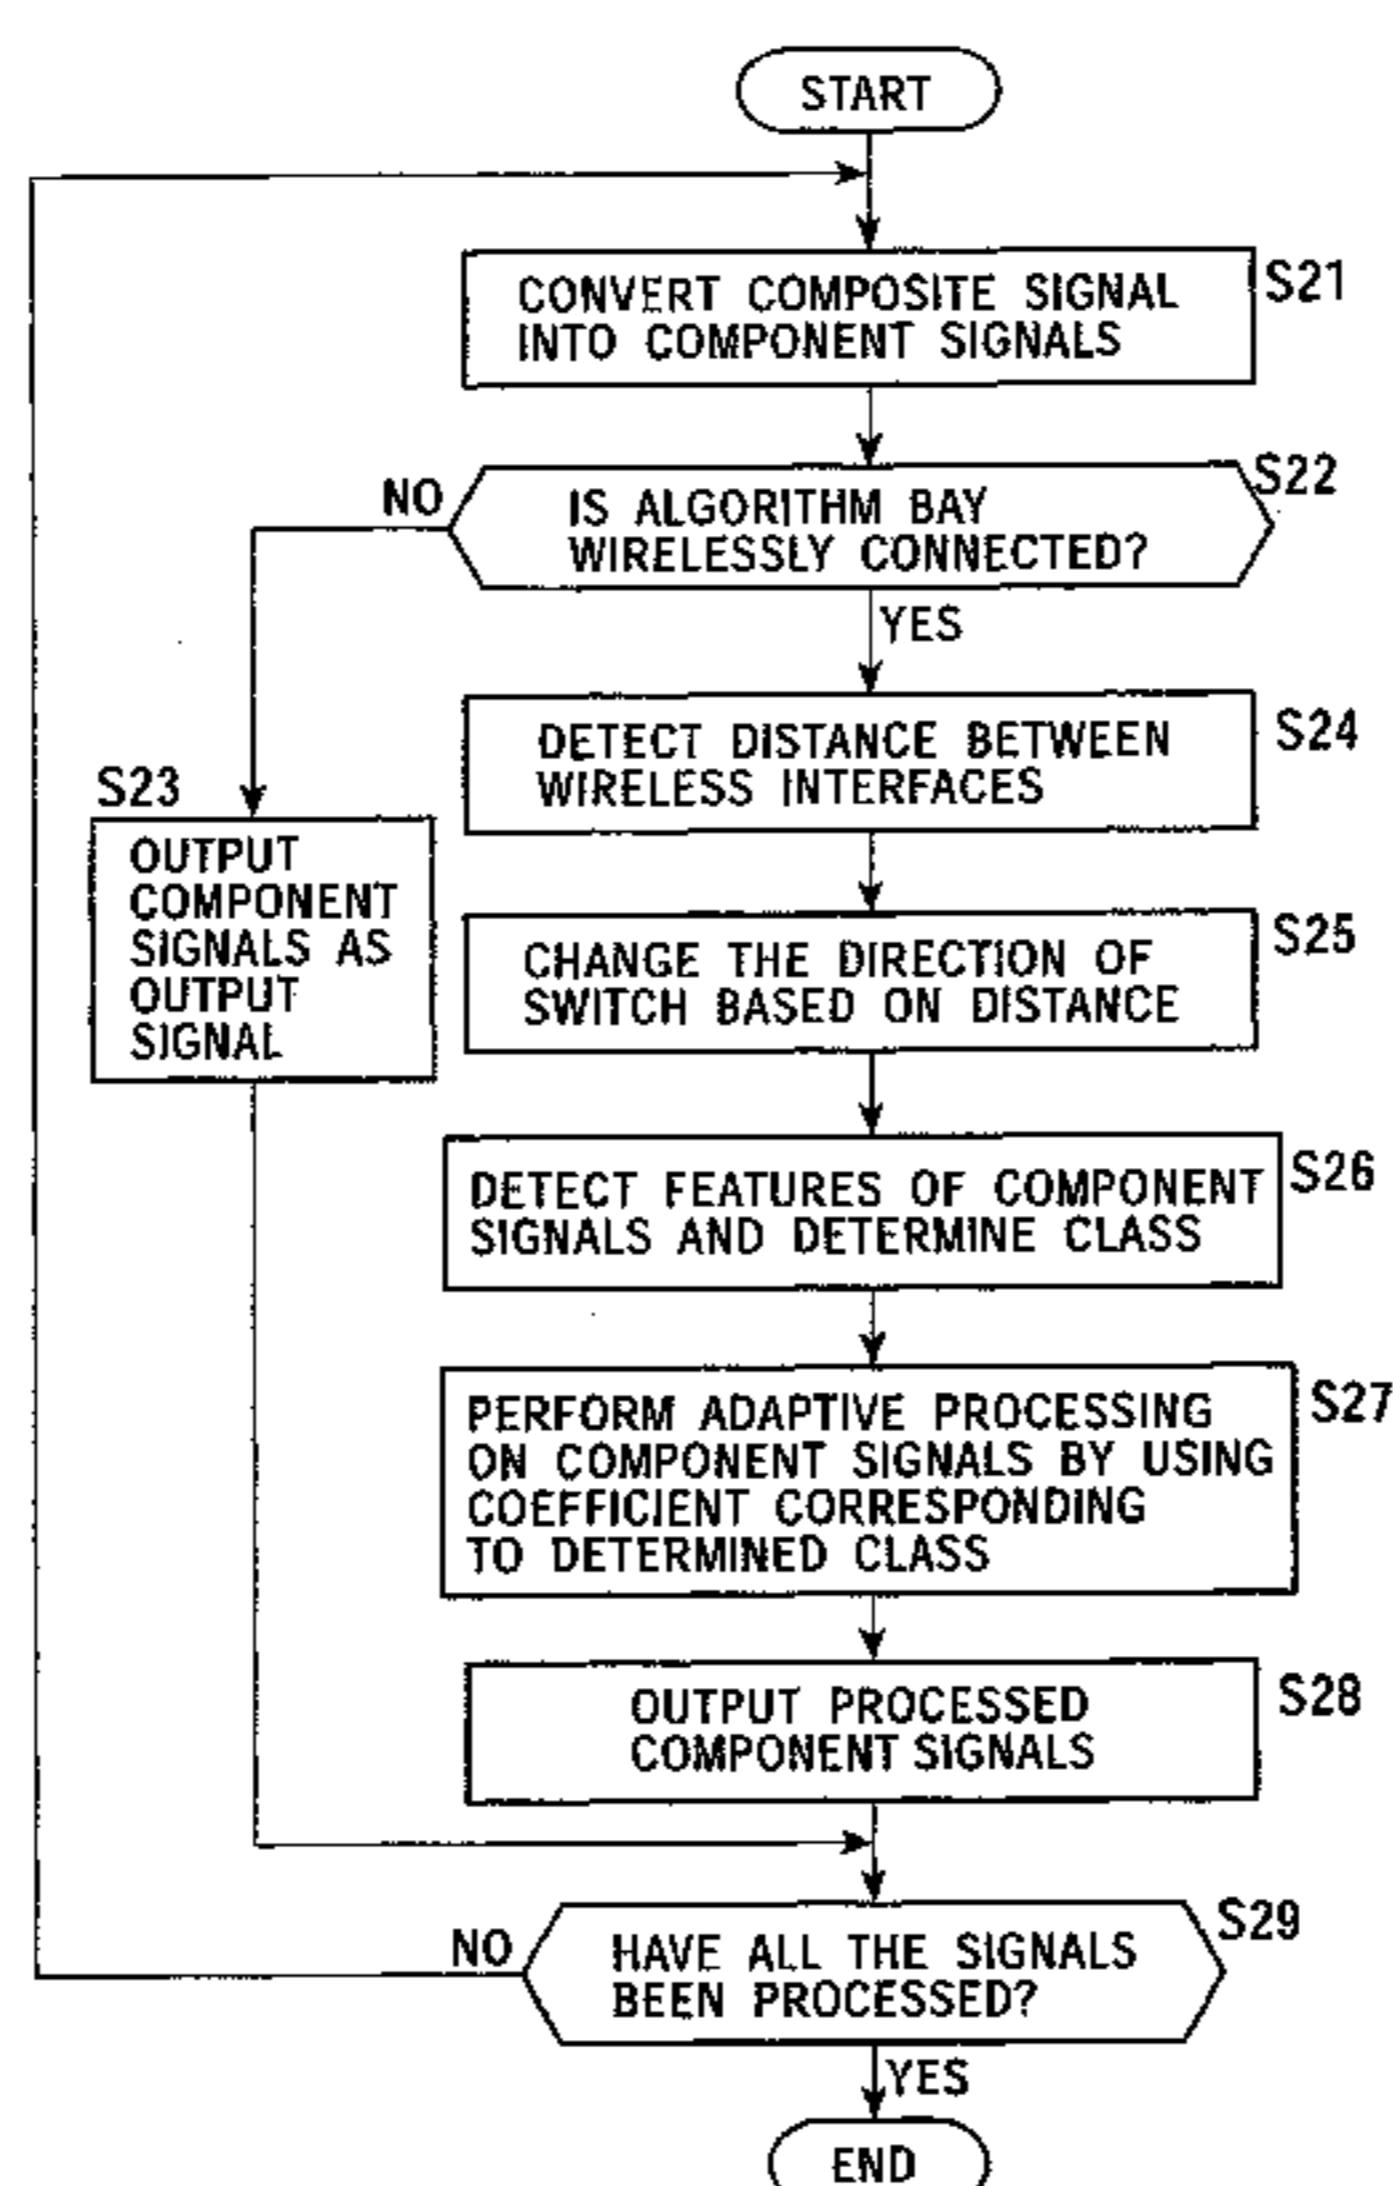 START
CONVERT COMPOSITE SIGNAL
INTO COMPONENT SIGNALS
S21
S22
NO
IS ALGORITHM BAY
WIRELESSLY CONNECTED?
YES
DETECT DISTANCE BETWEEN
WIRELESS INTERFACES
S24
S23
OUTPUT
COMPONENT
SIGNALS AS
OUTPUT
SIGNAL
CHANGE THE DIRECTION OF
SWITCH BASED ON DISTANCE
S25
DETECT FEATURES OF COMPONENT
SIGNALS AND DETERMINE CLASS
S26
PERFORM ADAPTIVE PROCESSING
ON COMPONENT SIGNALS BY USING
COEFFICIENT CORRESPONDING
TO DETERMINED CLASS
S27
OUTPUT PROCESSED
COMPONENT SIGNALS
S28
S29
NO
HAVE ALL THE SIGNALS
BEEN PROCESSED?
YES
END